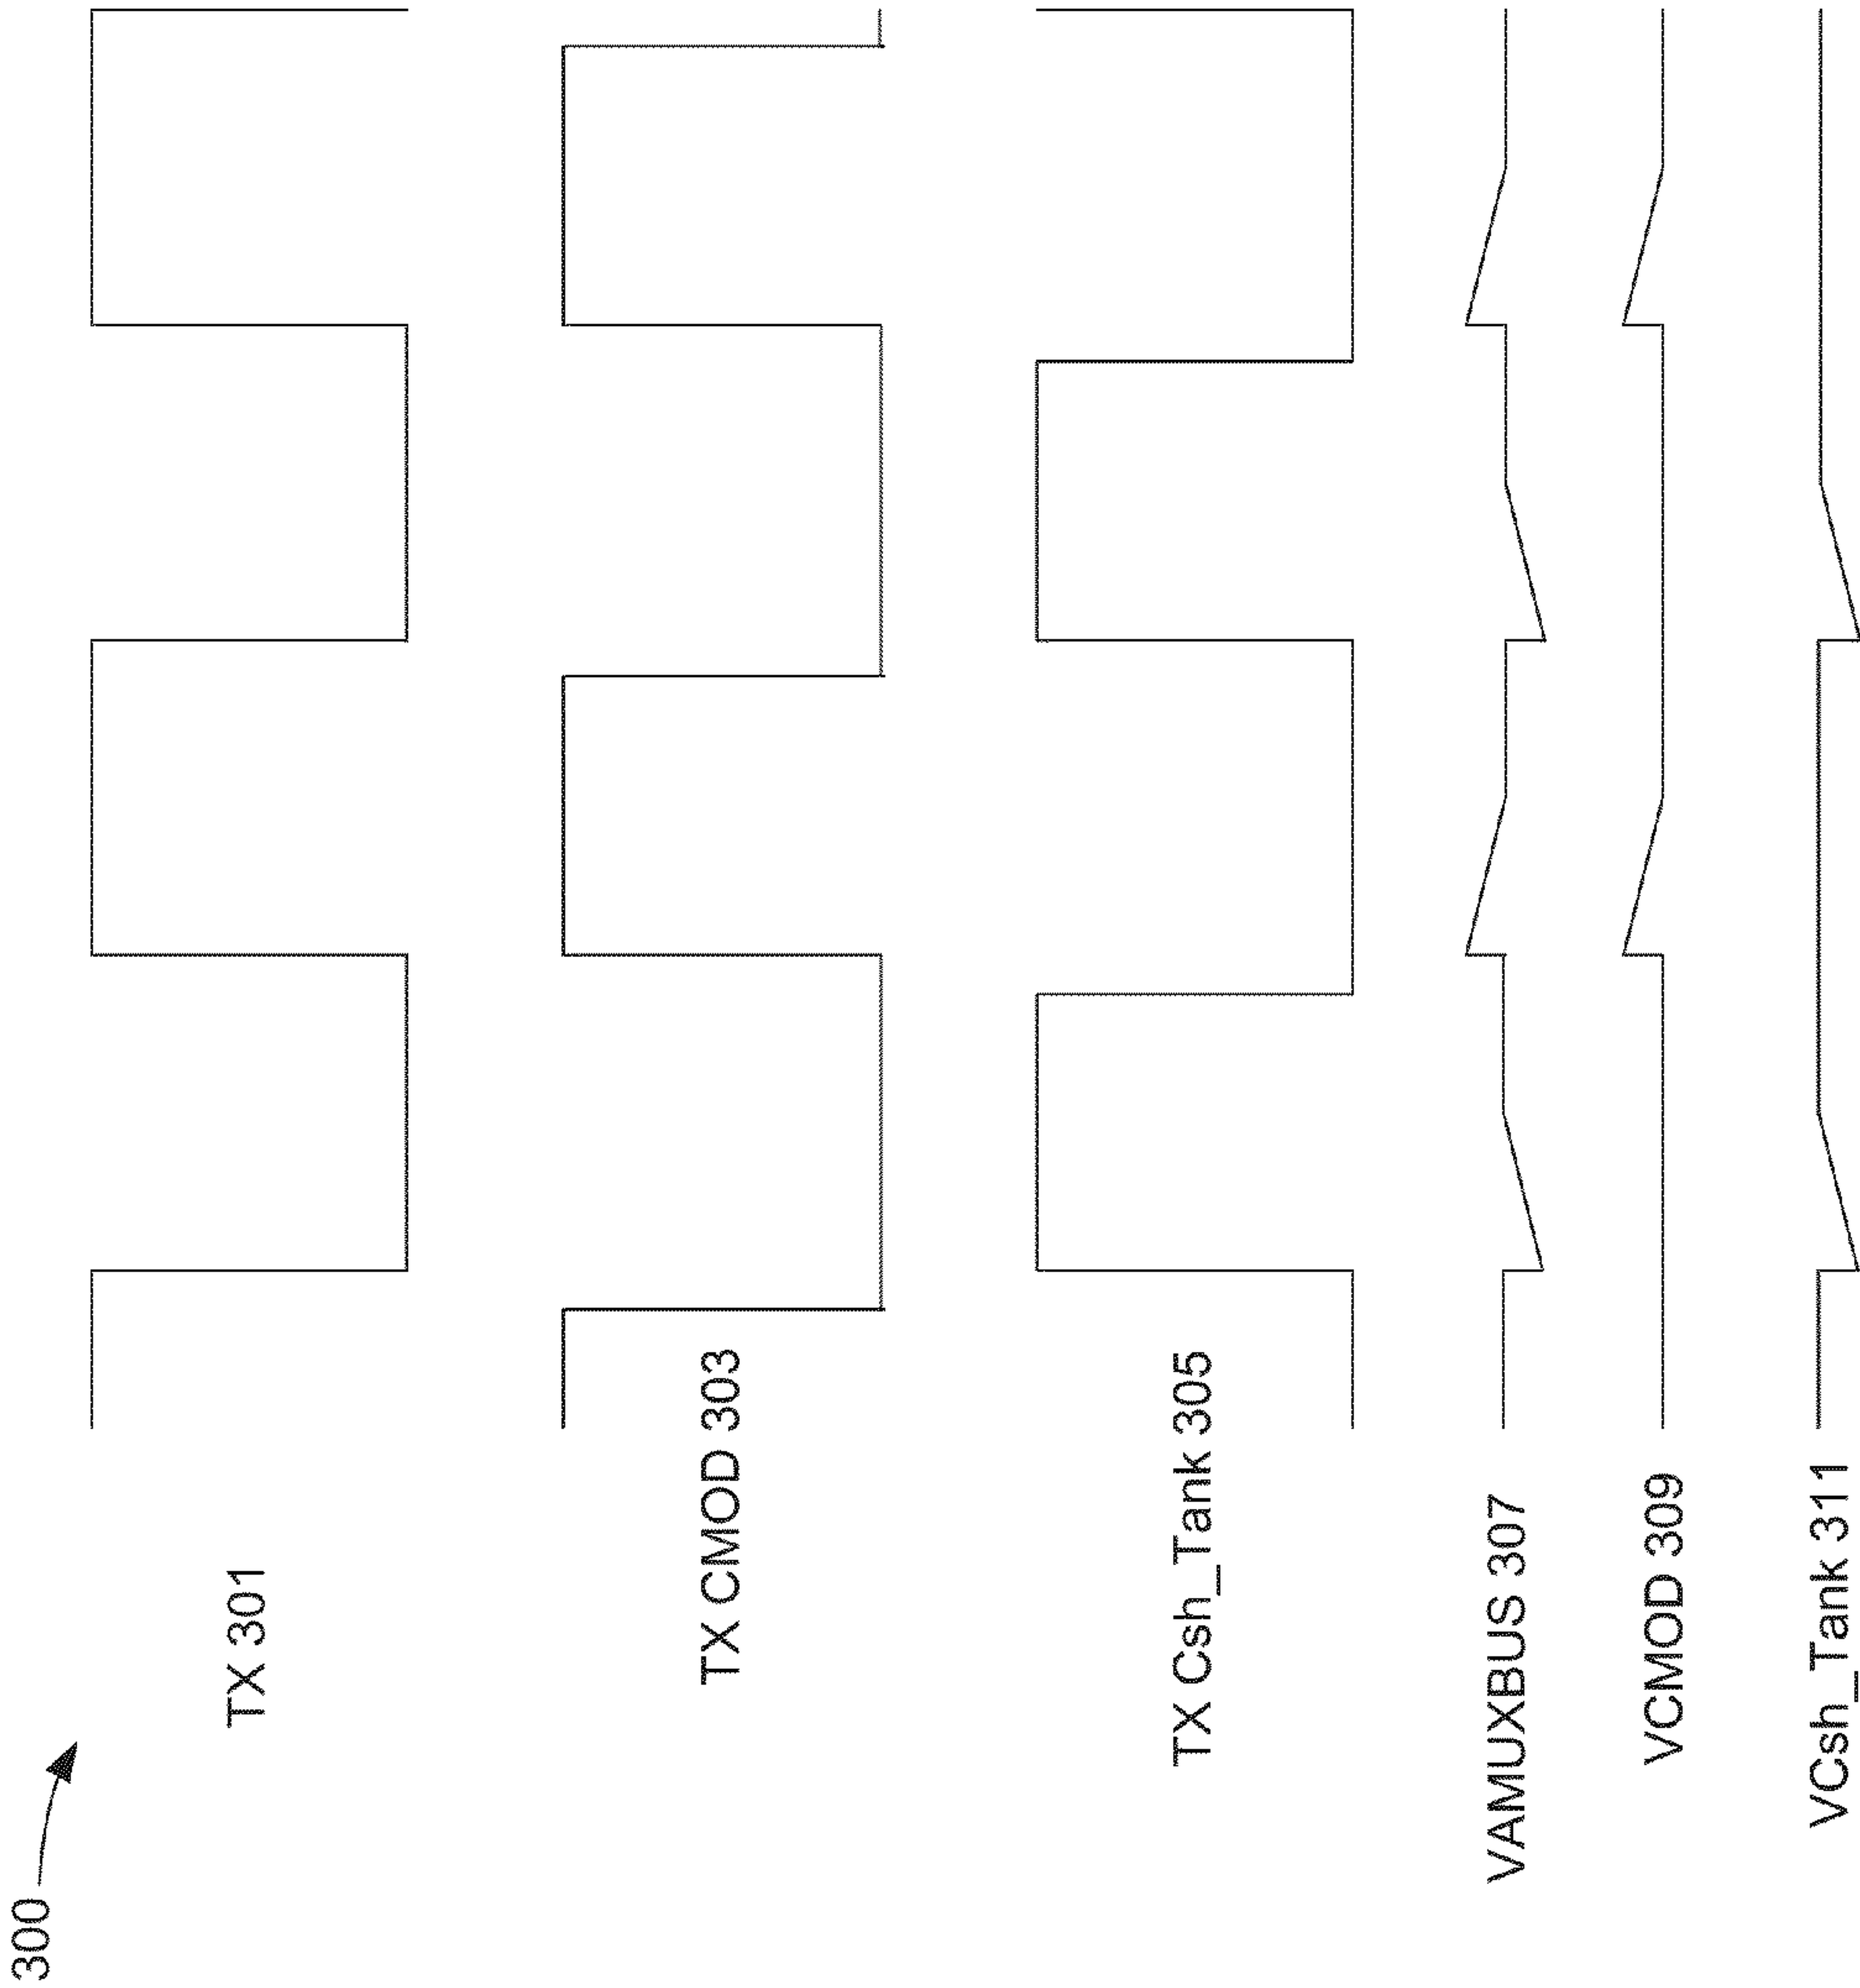 300
TX 301
TX CMOD 303
TX Csh_Tank 305
VAMUXBUS 307
VCMOD 309
VCsh_Tank 311